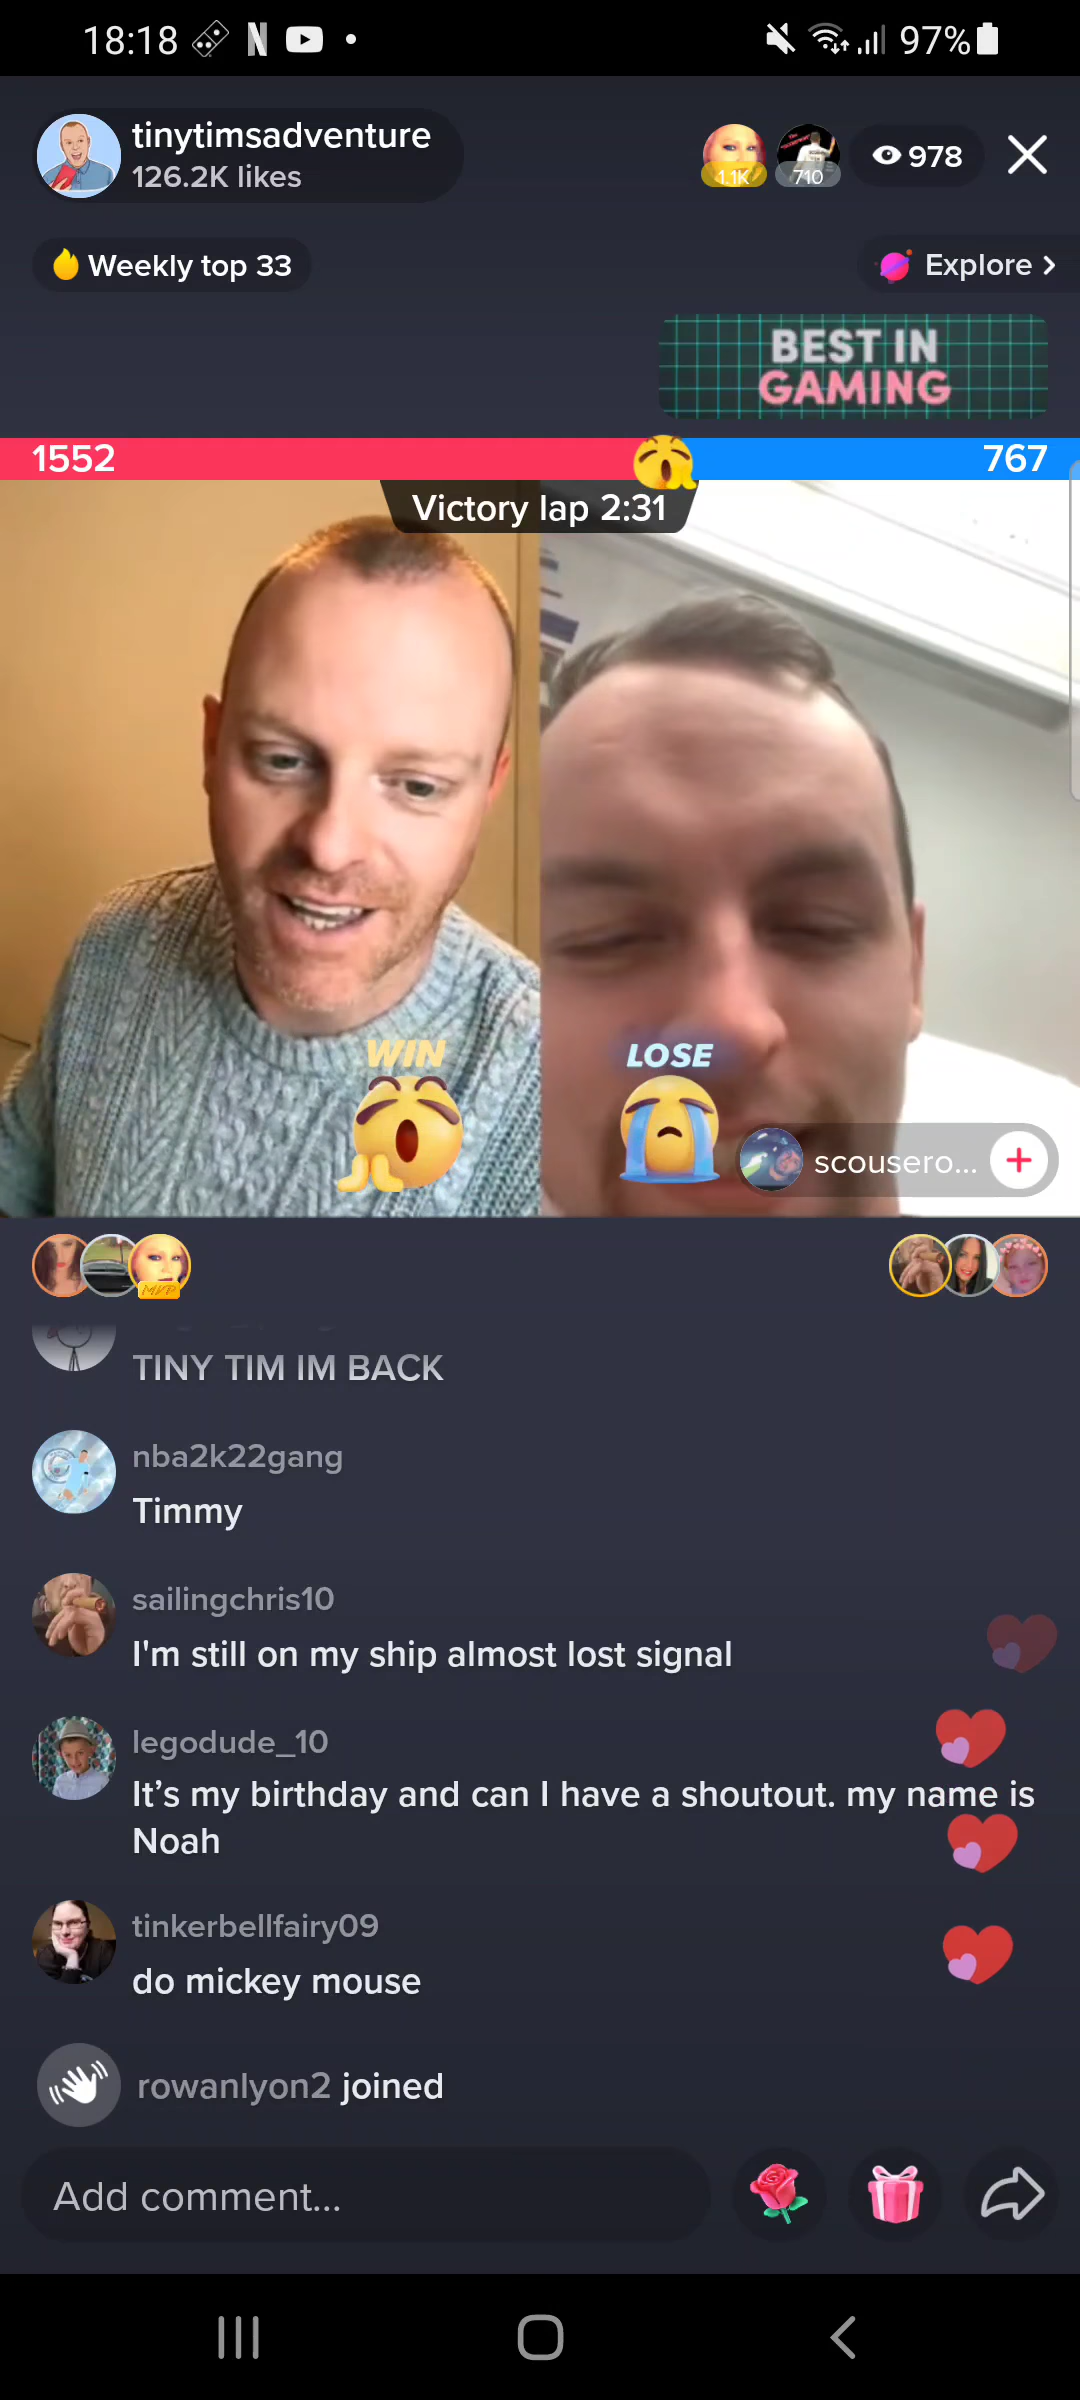 18:18
97%
tinytimsadventure
126.2K likes
1.1K
710
978
Weekly top 33
Explore
BEST IN
GAMING
1552
767
Victory lap 2:31
WIN
LOSE
scousero...
MVP
TINY TIM IM BACK
nba2k22gang
Timmy
sailingchris10
I'm still on my ship almost lost signal
legodude_10
It’s my birthday and can I have a shoutout. my name is
Noah
tinkerbellfairy09
do mickey mouse
rowanlyon2 joined
Add comment...